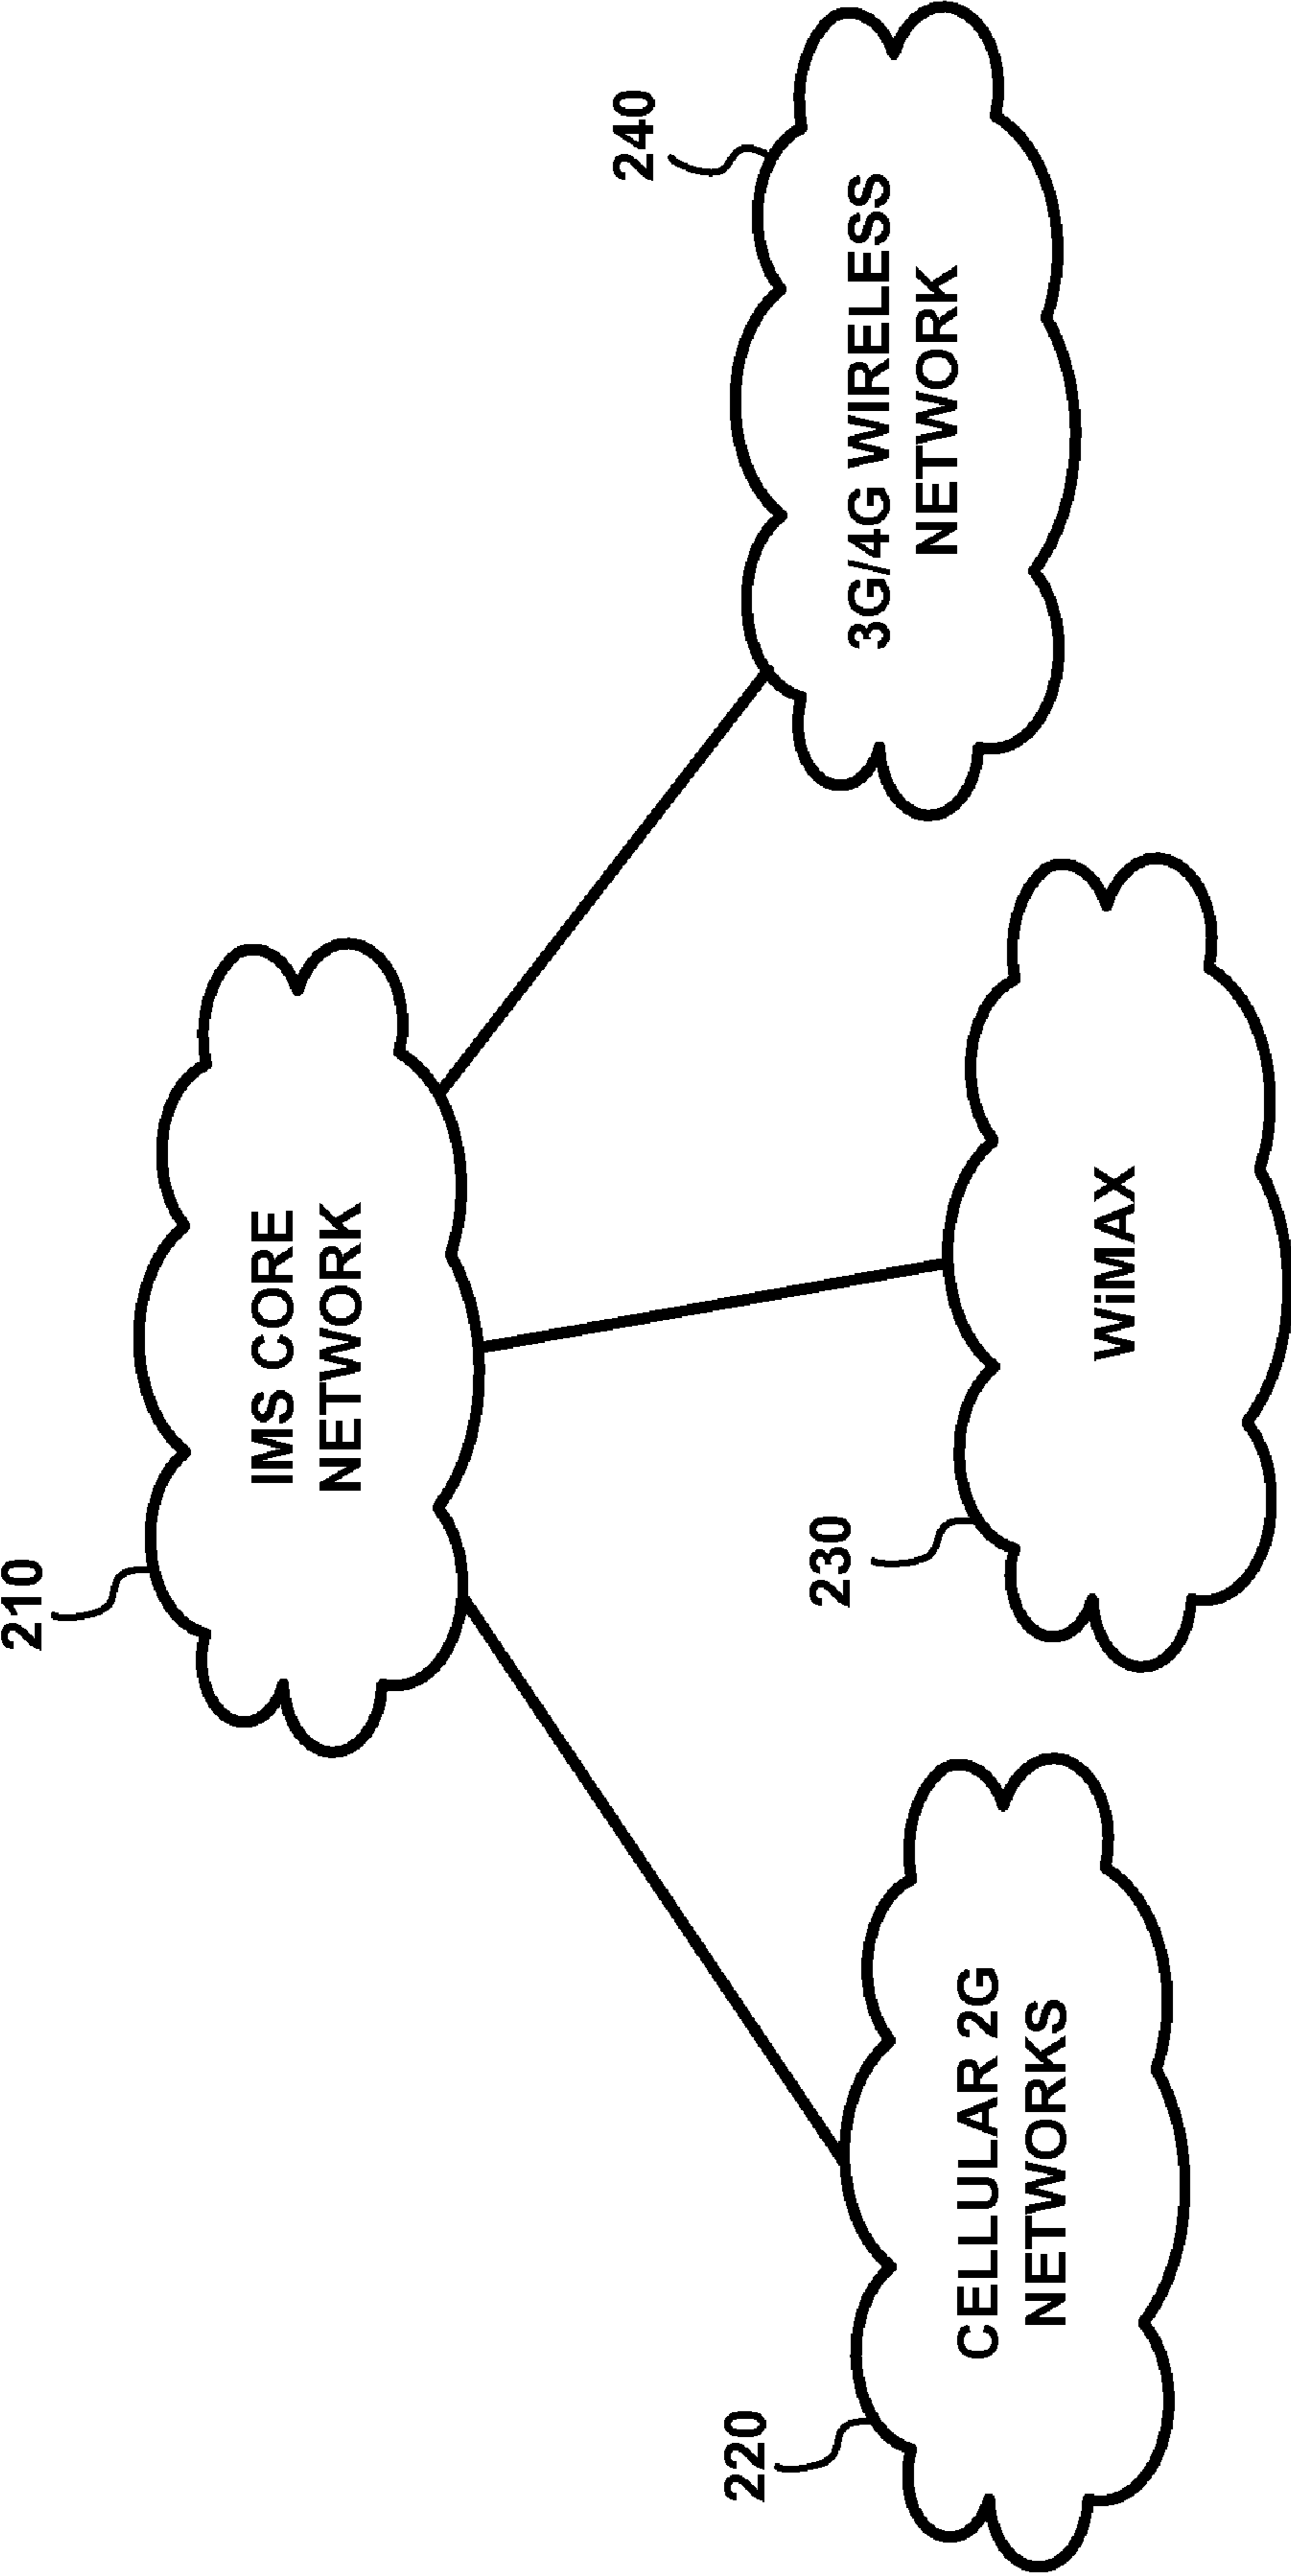 210
IMS CORE
NETWORK
240
3G/4G WIRELESS
NETWORK
230
WiMAX
220
CELLULAR 2G
NETWORKS